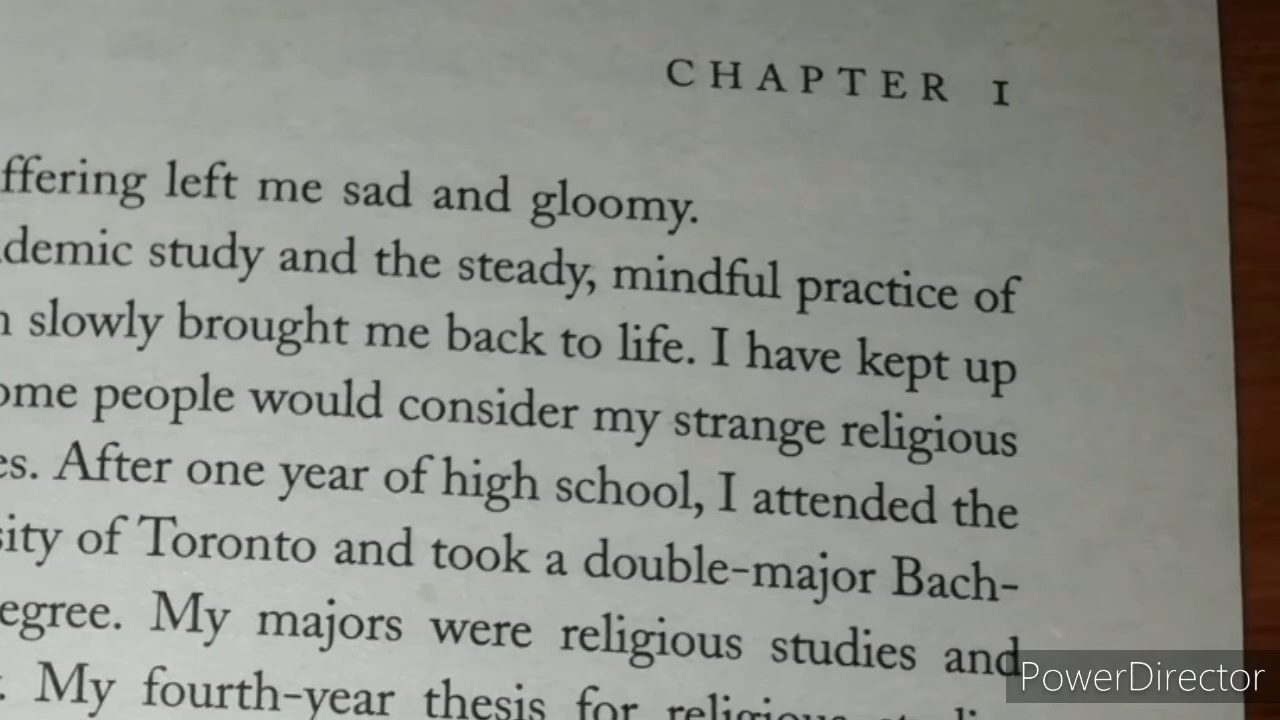 CHAPTER I
ffering left me sad and gloomy.
demic study and the steady, mindful practice of
slowly brought me back to life. I have kept up
ome people would consider my strange religious
es. After one year of high school, I attended the
sity of Toronto and took a double-major Bach-
egree. My majors were religious studies and
My fourth-year thesis for religious
PowerDirector